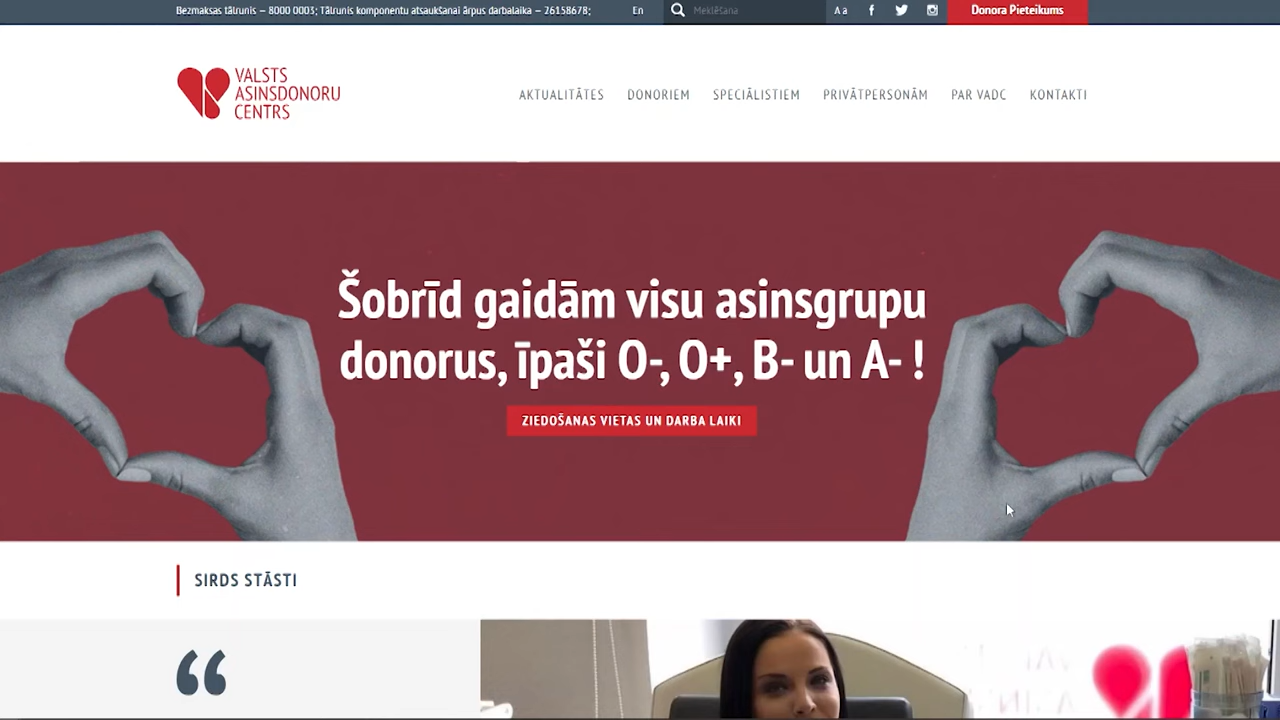 Bezmaksas tālrunis – 8000 0003; Tālrunis komponentu atsaukšanai ārpus darbalaika – 26158678;
En
Meklēšana
A a
Donora Pieteikums
VALSTS
ASINSDONORU
CENTRS
AKTUALITĀTES
DONORIEM
SPECIĀLISTIEM
PRIVĀTPERSONĀM
PAR VADC
KONTAKTI
Šobrīd gaidām visu asinsgrupu
donorus, īpaši O-, O+, B- un A- !
ZIEDOŠANAS VIETAS UN DARBA LAIKI
SIRDS STĀSTI
“